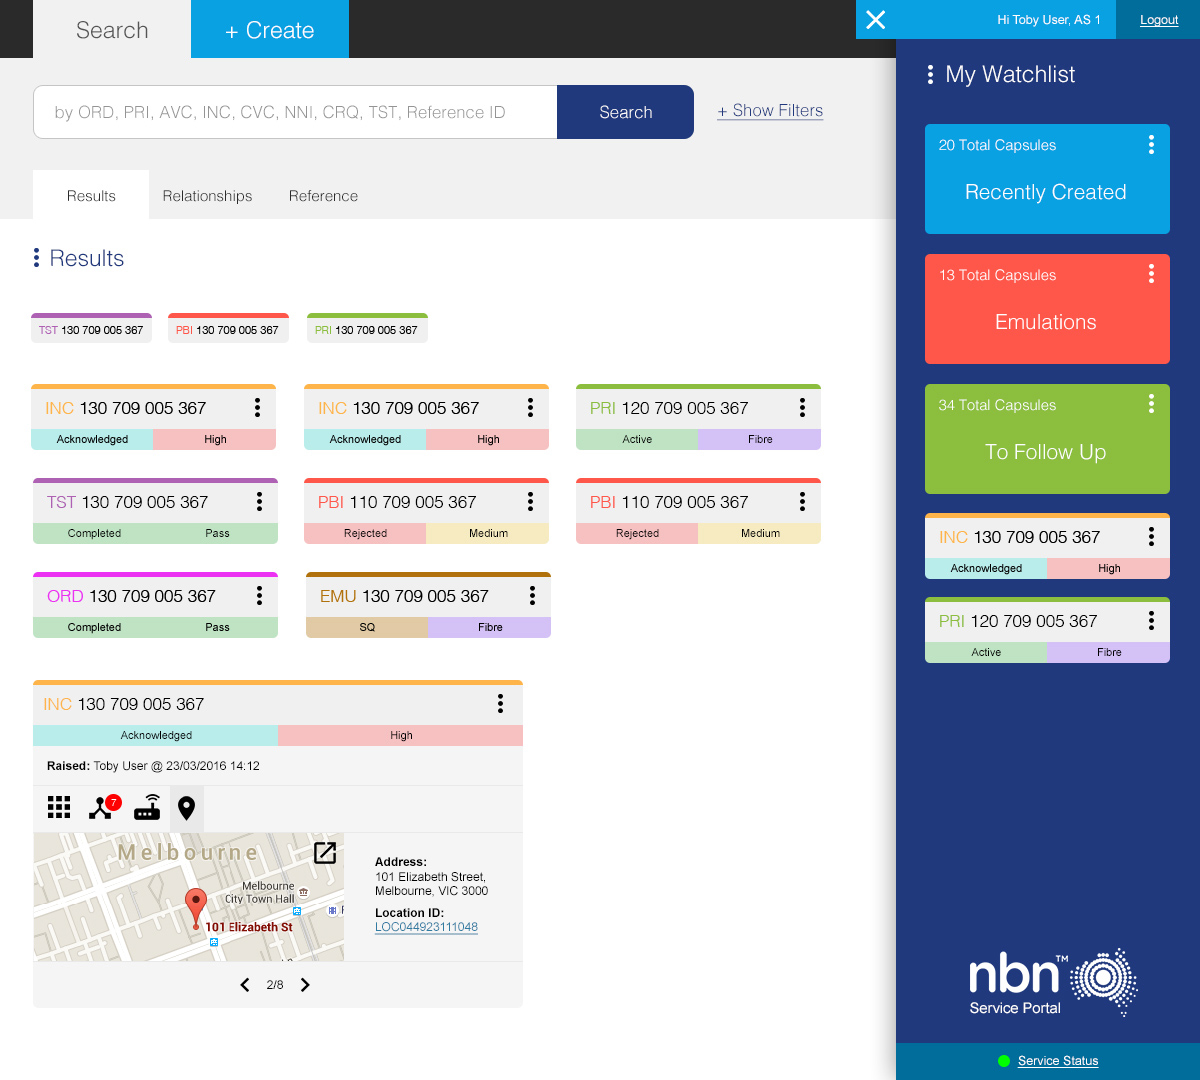 Search
+ Create
Hi Toby User, AS 1
Logout
by ORD, PRI, AVC, INC, CVC, NNI, CRQ, TST, Reference ID
Search
+ Show Filters
Results
Relationships
Reference
Results
TST 130 709 005 367
PBI 130 709 005 367
PRI 130 709 005 367
INC 130 709 005 367
Acknowledged
High
INC 130 709 005 367
Acknowledged
High
PRI 120 709 005 367
Active
Fibre
TST 130 709 005 367
Completed
Pass
PBI 110 709 005 367
Rejected
Medium
PBI 110 709 005 367
Rejected
Medium
ORD 130 709 005 367
Completed
Pass
EMU 130 709 005 367
SQ
Fibre
INC 130 709 005 367
Acknowledged
High
Raised: Toby User @ 23/03/2016 14:12
7
Melbourne
Melbourne
City Town Hall
101 Elizabeth St
Address:
101 Elizabeth Street,
Melbourne, VIC 3000
Location ID:
LOC044923111048
2/8
My Watchlist
20 Total Capsules
Recently Created
13 Total Capsules
Emulations
34 Total Capsules
To Follow Up
INC 130 709 005 367
Acknowledged
High
PRI 120 709 005 367
Active
Fibre
nbn™
Service Portal
Service Status